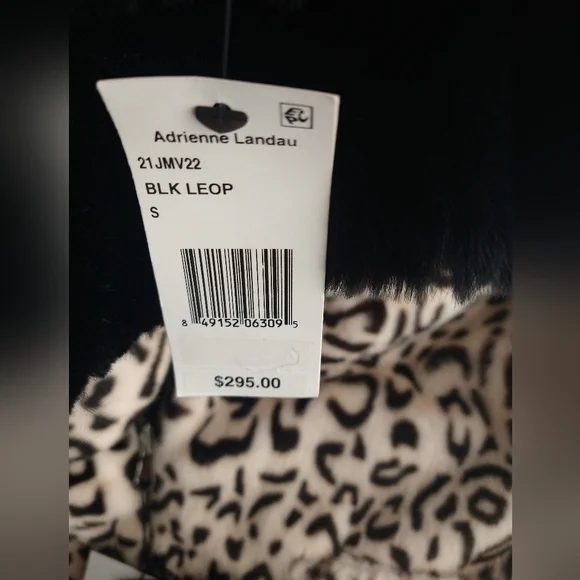 Adrienne Landau
21JMV22
BLK LEOP
S
8 49152 06309 5
$295.00